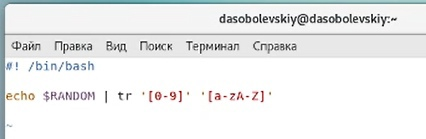 dasobolevskiy@dasobolevskiy:~
Файл Правка Вид Поиск Терминал Справка
#! /bin/bash
echo $RANDOM | tr '[0-9]' '[a-zA-Z]'
~